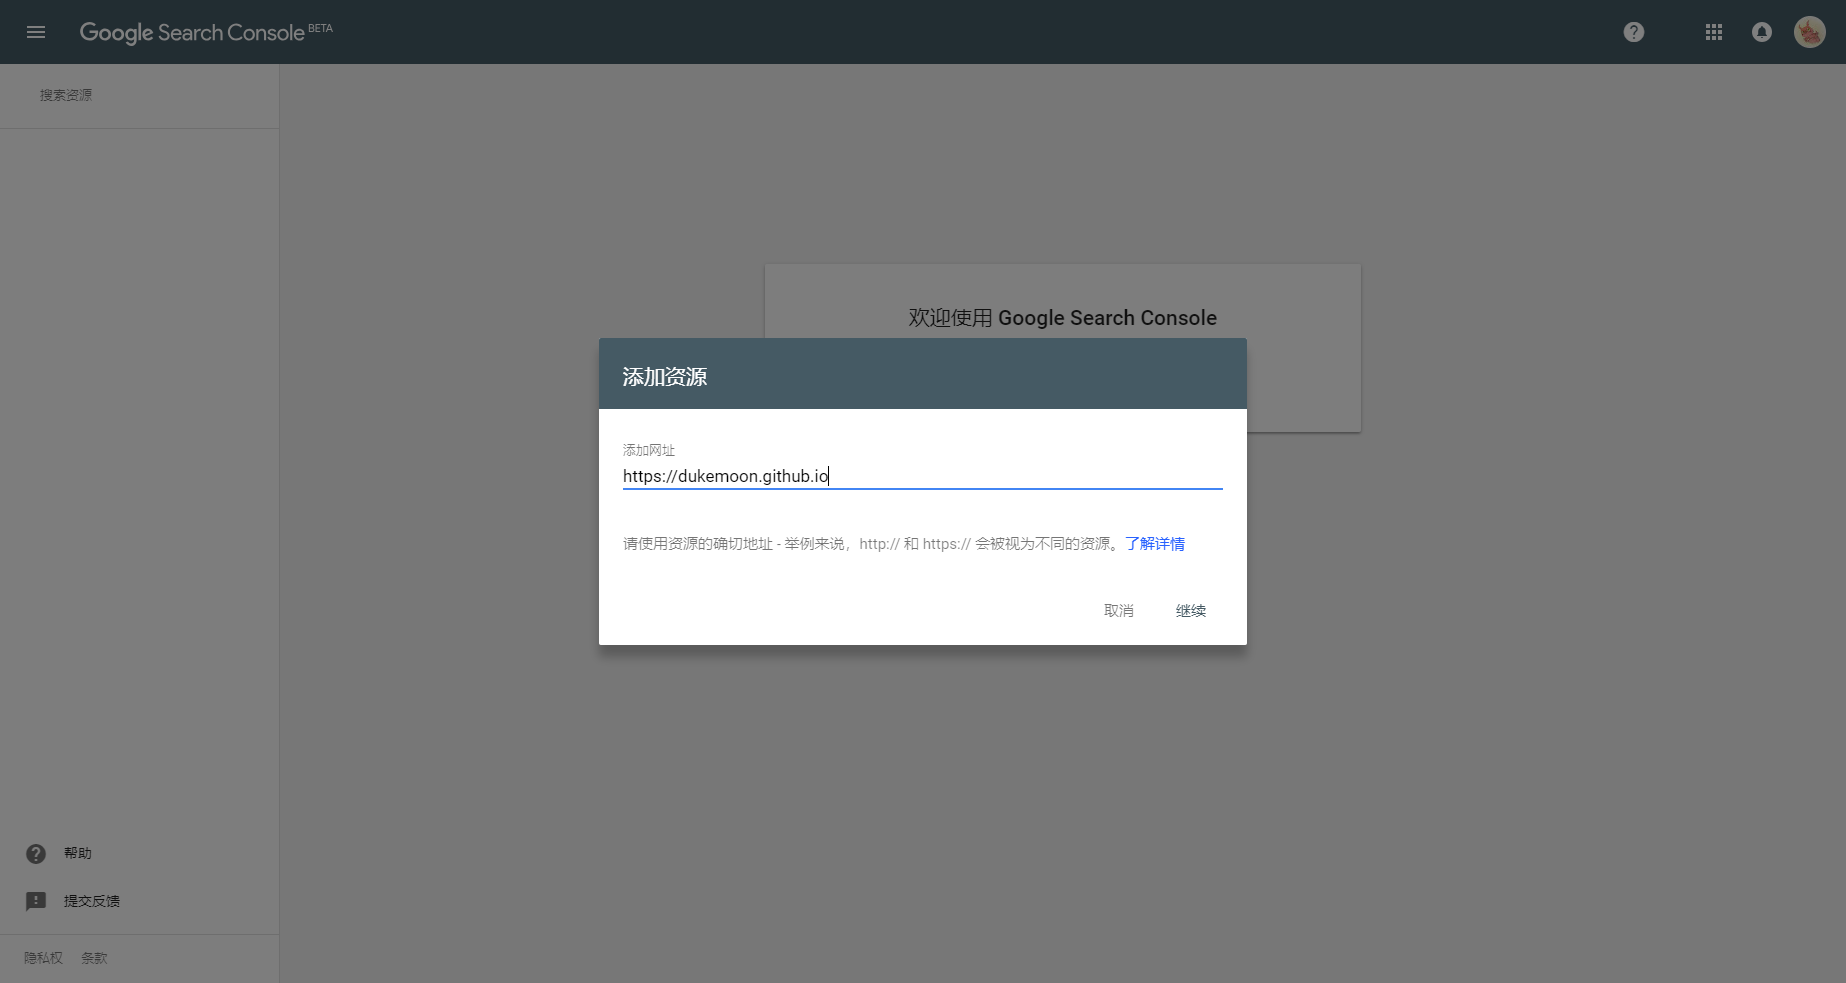 Google Search Console BETA
搜索资源
欢迎使用 Google Search Console
添加资源
添加网址
https://dukemoon.github.io
请使用资源的确切地址 - 举例来说，http:// 和 https:// 会被视为不同的资源。了解详情
取消 继续
帮助
提交反馈
隐私权 条款